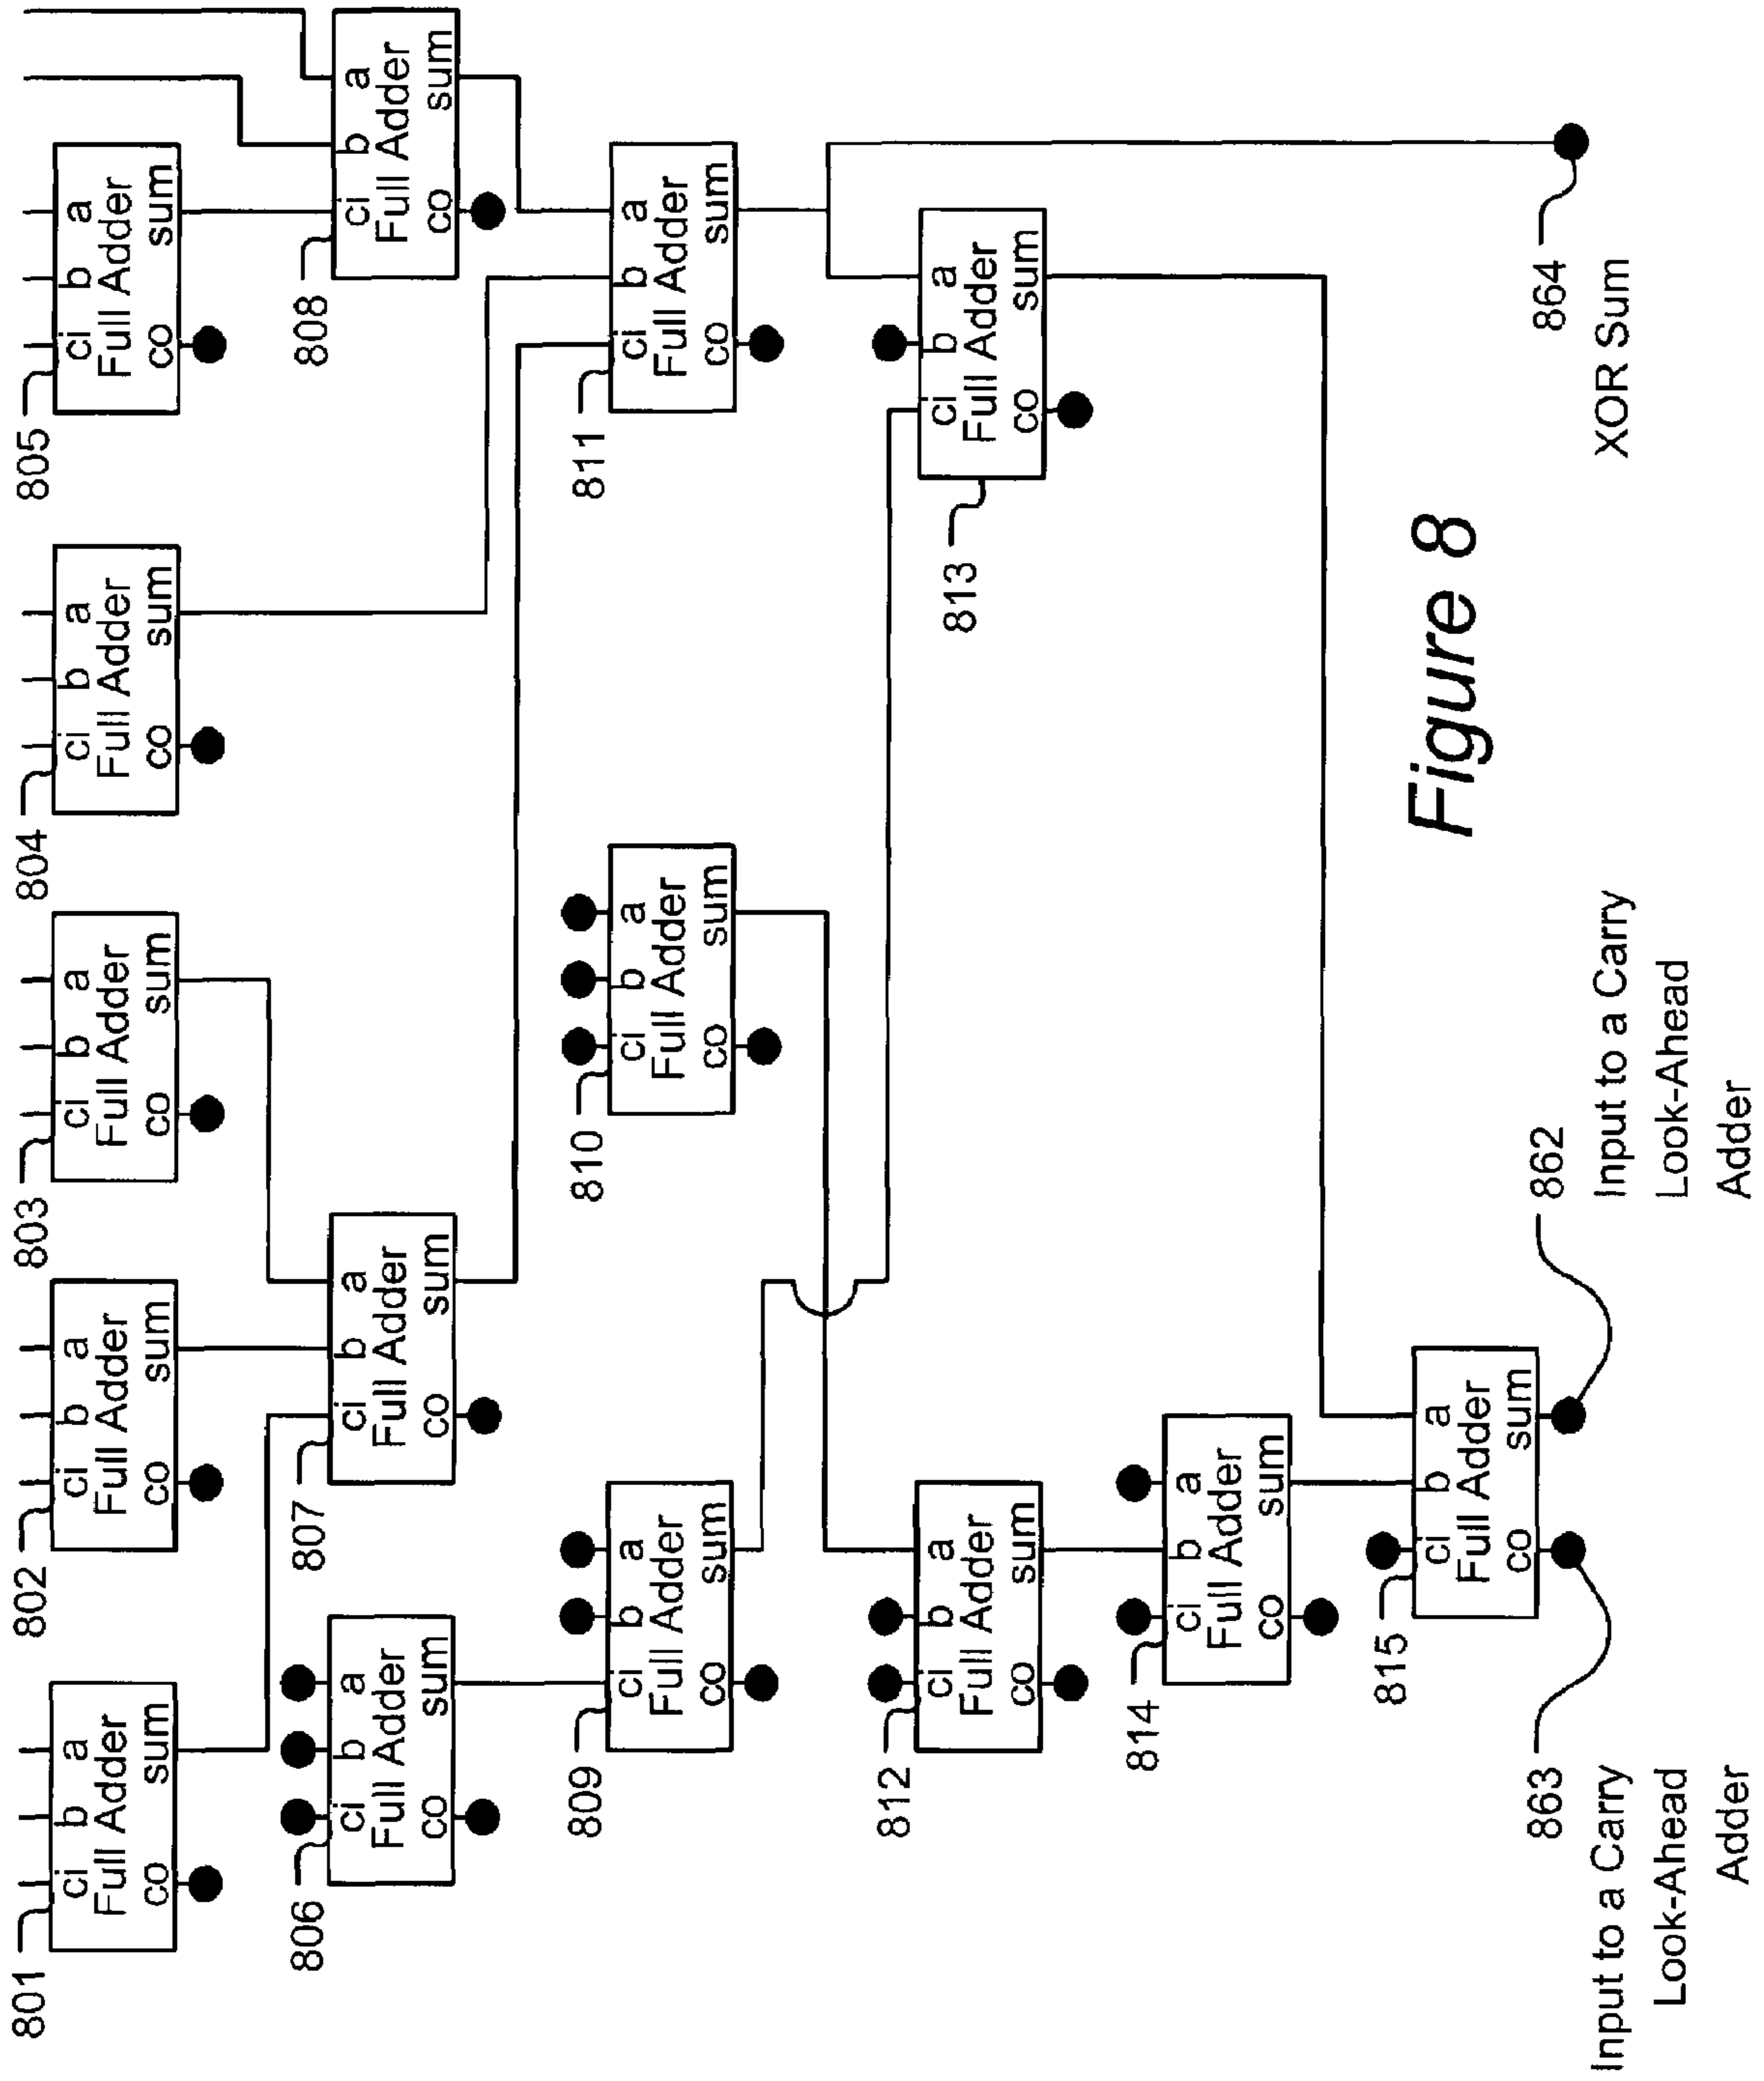 801
ci b a
Full Adder
co sum
802
ci b a
Full Adder
co sum
803
ci b a
Full Adder
co sum
804
ci b a
Full Adder
co sum
805
ci b a
Full Adder
co sum
806
ci b a
Full Adder
co sum
807
ci b a
Full Adder
co sum
808
ci b a
Full Adder
co sum
809
ci b a
Full Adder
co sum
810
ci b a
Full Adder
co sum
811
ci b a
Full Adder
co sum
812
ci b a
Full Adder
co sum
813
ci b a
Full Adder
co sum
814
ci b a
Full Adder
co sum
815
ci b a
Full Adder
co sum
863
Input to a Carry
Look-Ahead
Adder
862
Input to a Carry
Look-Ahead
Adder
864
XOR Sum
Figure 8